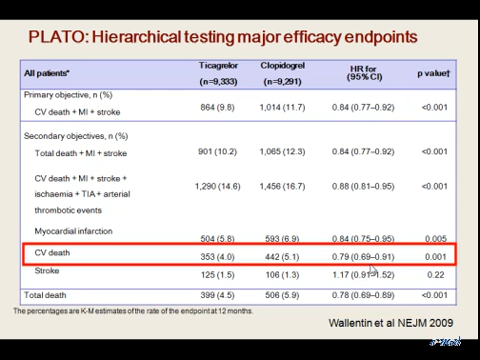 PLATO: Hierarchical testing major efficacy endpoints
All patients* Ticagrelor (n=9,333) Clopidogrel (n=9,291) HR for (95% CI) p value†
Primary objective, n (%)
CV death + MI + stroke 864 (9.8) 1,014 (11.7) 0.84 (0.77–0.92) <0.001
Secondary objectives, n (%)
Total death + MI + stroke 901 (10.2) 1,065 (12.3) 0.84 (0.77–0.92) <0.001
CV death + MI + stroke +
ischaemia + TIA + arterial 1,290 (14.6) 1,456 (16.7) 0.88 (0.81–0.95) <0.001
thrombotic events
Myocardial infarction 504 (5.8) 593 (6.9) 0.84 (0.75–0.95) 0.005
CV death 353 (4.0) 442 (5.1) 0.79 (0.69–0.91) 0.001
Stroke 125 (1.5) 106 (1.3) 1.17 (0.91–1.52) 0.22
Total death 399 (4.5) 506 (5.9) 0.78 (0.69–0.89) <0.001
The percentages are K-M estimates of the rate of the endpoint at 12 months.
Wallentin et al NEJM 2009